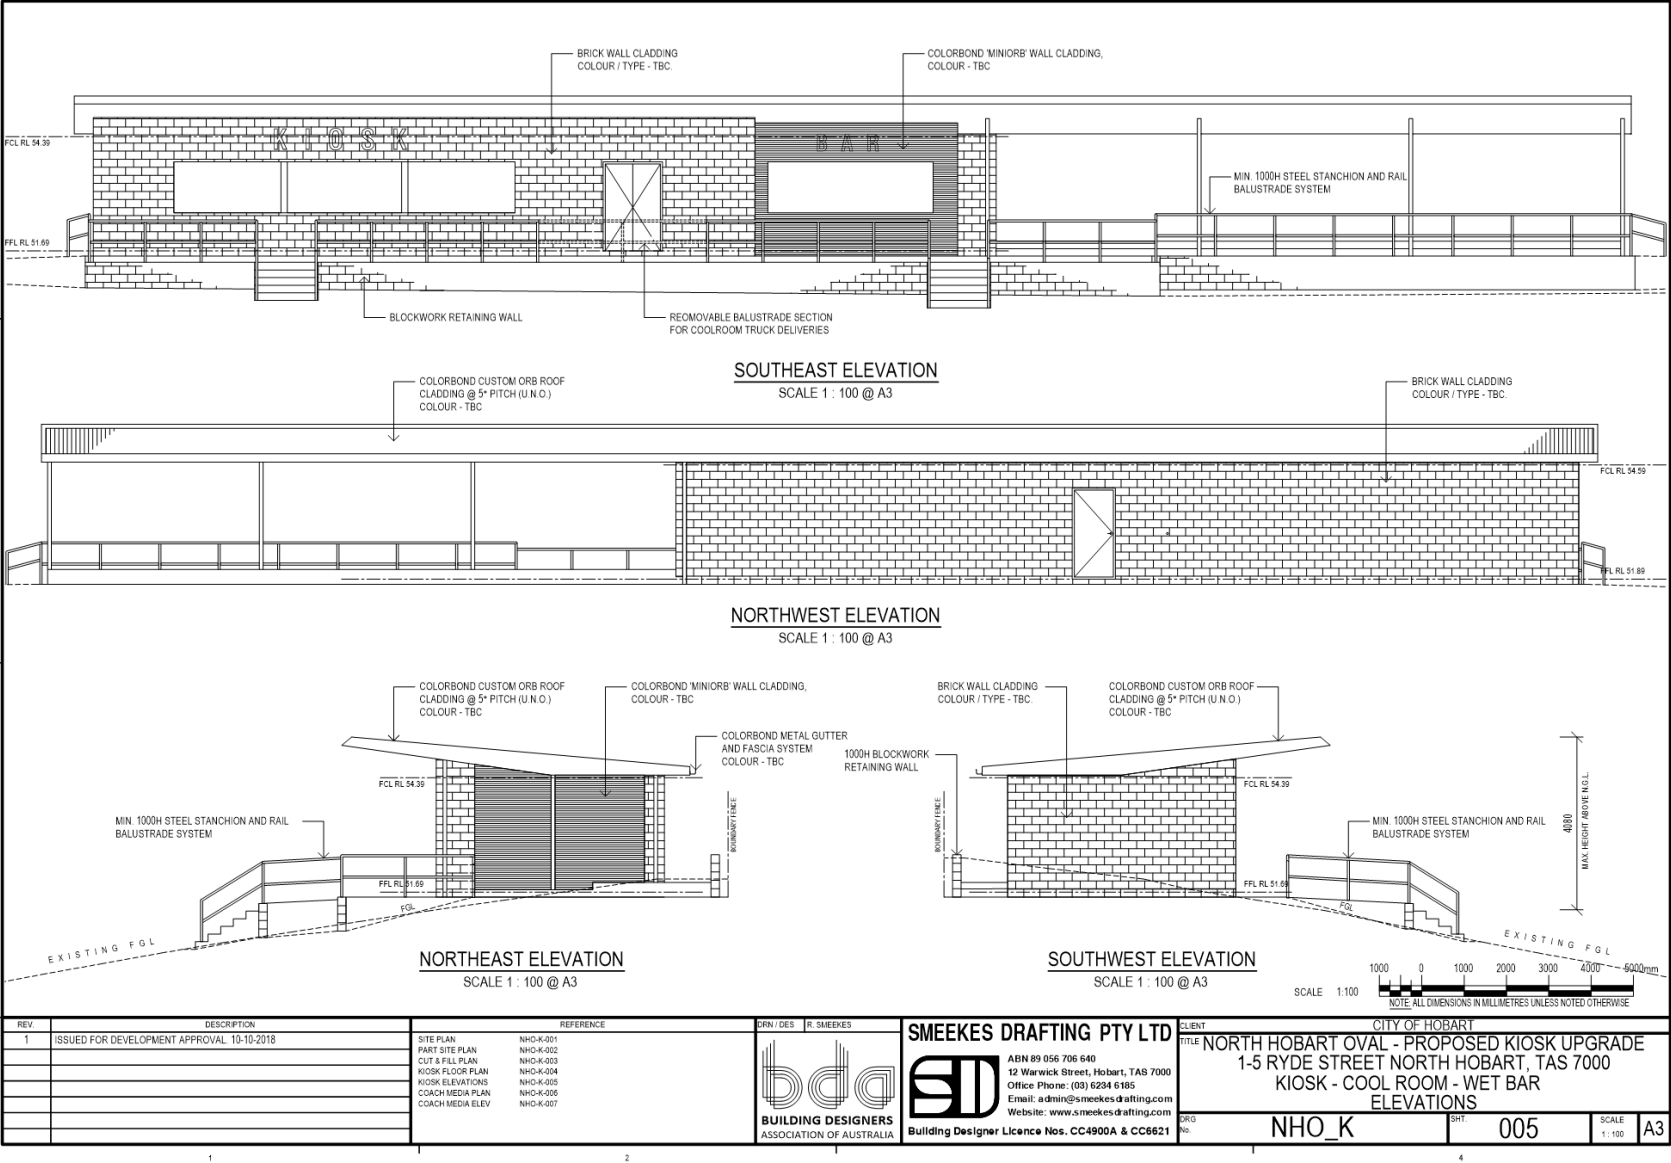 BRICK WALL CLADDING
COLOUR / TYPE - TBC.
COLORBOND 'MINIORB' WALL CLADDING,
COLOUR - TBC
FCL RL 54.39
KIOSK
BAR
MIN. 1000H STEEL STANCHION AND RAIL
BALUSTRADE SYSTEM
FFL RL 51.69
BLOCKWORK RETAINING WALL
REOMOVABLE BALUSTRADE SECTION
FOR COOLROOM TRUCK DELIVERIES
SOUTHEAST ELEVATION
SCALE 1 : 100 @ A3
COLORBOND CUSTOM ORB ROOF
CLADDING @ 5° PITCH (U.N.O.)
COLOUR - TBC
BRICK WALL CLADDING
COLOUR / TYPE - TBC.
FCL RL 54.59
FFL RL 51.89
NORTHWEST ELEVATION
SCALE 1 : 100 @ A3
COLORBOND CUSTOM ORB ROOF
CLADDING @ 5° PITCH (U.N.O.)
COLOUR - TBC
COLORBOND 'MINIORB' WALL CLADDING,
COLOUR - TBC
COLORBOND METAL GUTTER
AND FASCIA SYSTEM
COLOUR - TBC
FCL RL 54.39
BOUNDARY FENCE
MIN. 1000H STEEL STANCHION AND RAIL
BALUSTRADE SYSTEM
FFL RL 51.69
FGL
EXISTING FGL
NORTHEAST ELEVATION
SCALE 1 : 100 @ A3
BRICK WALL CLADDING
COLOUR / TYPE - TBC.
COLORBOND CUSTOM ORB ROOF
CLADDING @ 5° PITCH (U.N.O.)
COLOUR - TBC
1000H BLOCKWORK
RETAINING WALL
FCL RL 54.39
BOUNDARY FENCE
MIN. 1000H STEEL STANCHION AND RAIL
BALUSTRADE SYSTEM
4080
MAX. HEIGHT ABOVE N.G.L.
FFL RL 51.69
FGL
EXISTING FGL
SOUTHWEST ELEVATION
SCALE 1 : 100 @ A3
1000 0 1000 2000 3000 4000 5000mm
SCALE 1:100
NOTE: ALL DIMENSIONS IN MILLIMETRES UNLESS NOTED OTHERWISE
REV. DESCRIPTION
1 ISSUED FOR DEVELOPMENT APPROVAL. 10-10-2018
REFERENCE
SITE PLAN NHO-K-001
PART SITE PLAN NHO-K-002
CUT & FILL PLAN NHO-K-003
KIOSK FLOOR PLAN NHO-K-004
KIOSK ELEVATIONS NHO-K-005
COACH MEDIA PLAN NHO-K-006
COACH MEDIA ELEV NHO-K-007
DRN / DES R. SMEEKES
bda
BUILDING DESIGNERS
ASSOCIATION OF AUSTRALIA
SMEEKES DRAFTING PTY LTD
SD
ABN 89 056 706 640
12 Warwick Street, Hobart, TAS 7000
Office Phone: (03) 6234 6185
Email: admin@smeekesdrafting.com
Website: www.smeekesdrafting.com
Building Designer Licence Nos. CC4900A & CC6621
CLIENT CITY OF HOBART
TITLE NORTH HOBART OVAL - PROPOSED KIOSK UPGRADE
1-5 RYDE STREET NORTH HOBART, TAS 7000
KIOSK - COOL ROOM - WET BAR
ELEVATIONS
DRG No. NHO_K
SHT. 005
SCALE 1 : 100
A3
1 2 4